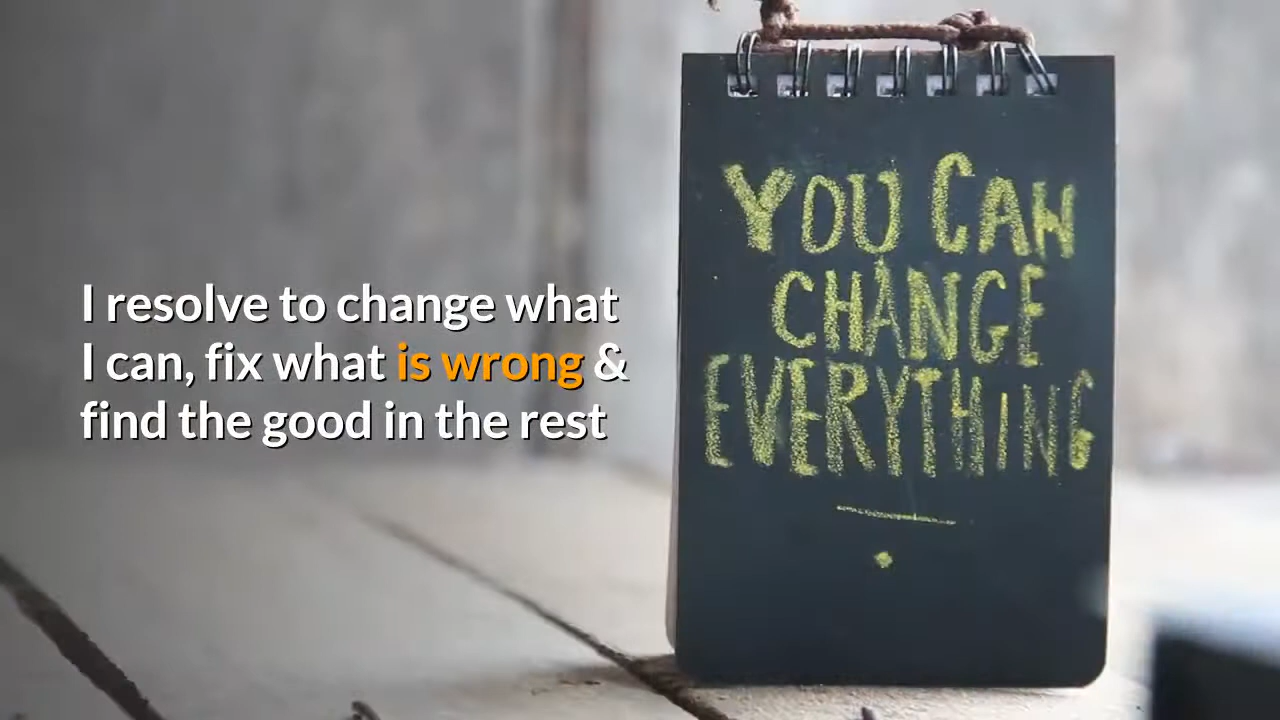 I resolve to change what
I can, fix what is wrong &
find the good in the rest
YOU CAN
CHANGE
EVERYTHING